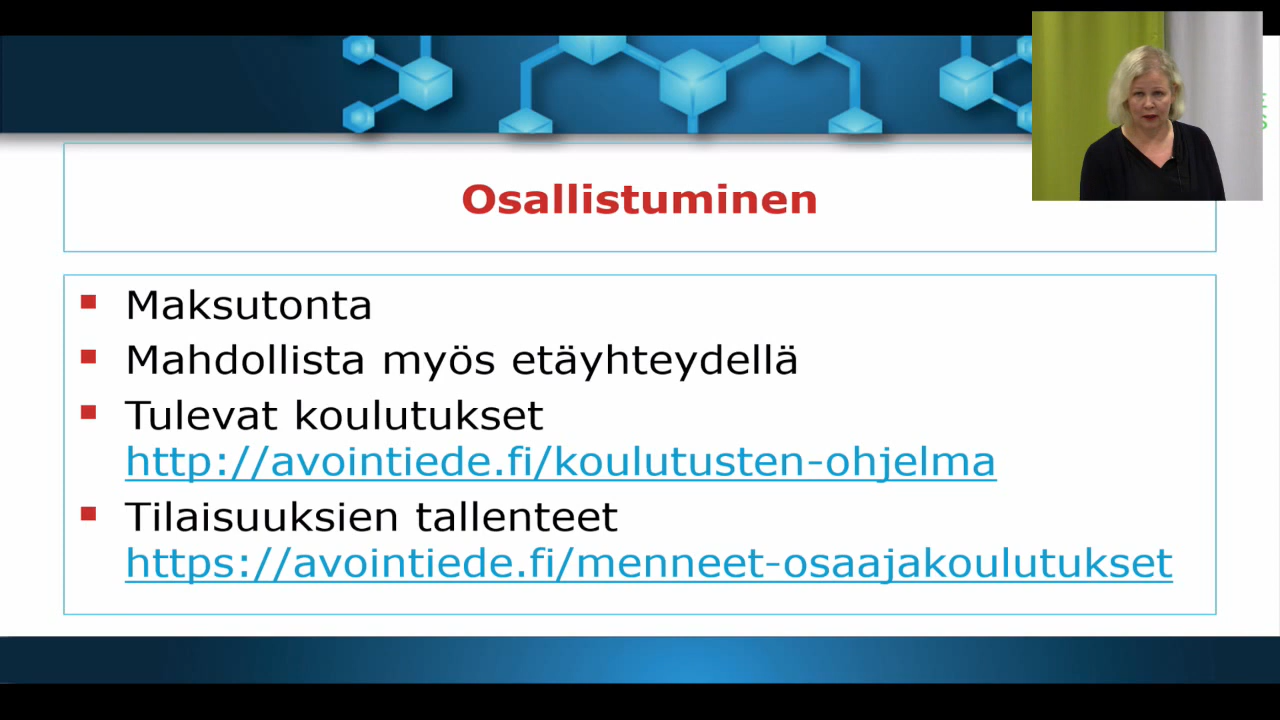 Osallistuminen
Maksutonta
Mahdollista myös etäyhteydellä
Tulevat koulutukset
http://avointiede.fi/koulutusten-ohjelma
Tilaisuuksien tallenteet
https://avointiede.fi/menneet-osaajakoulutukset